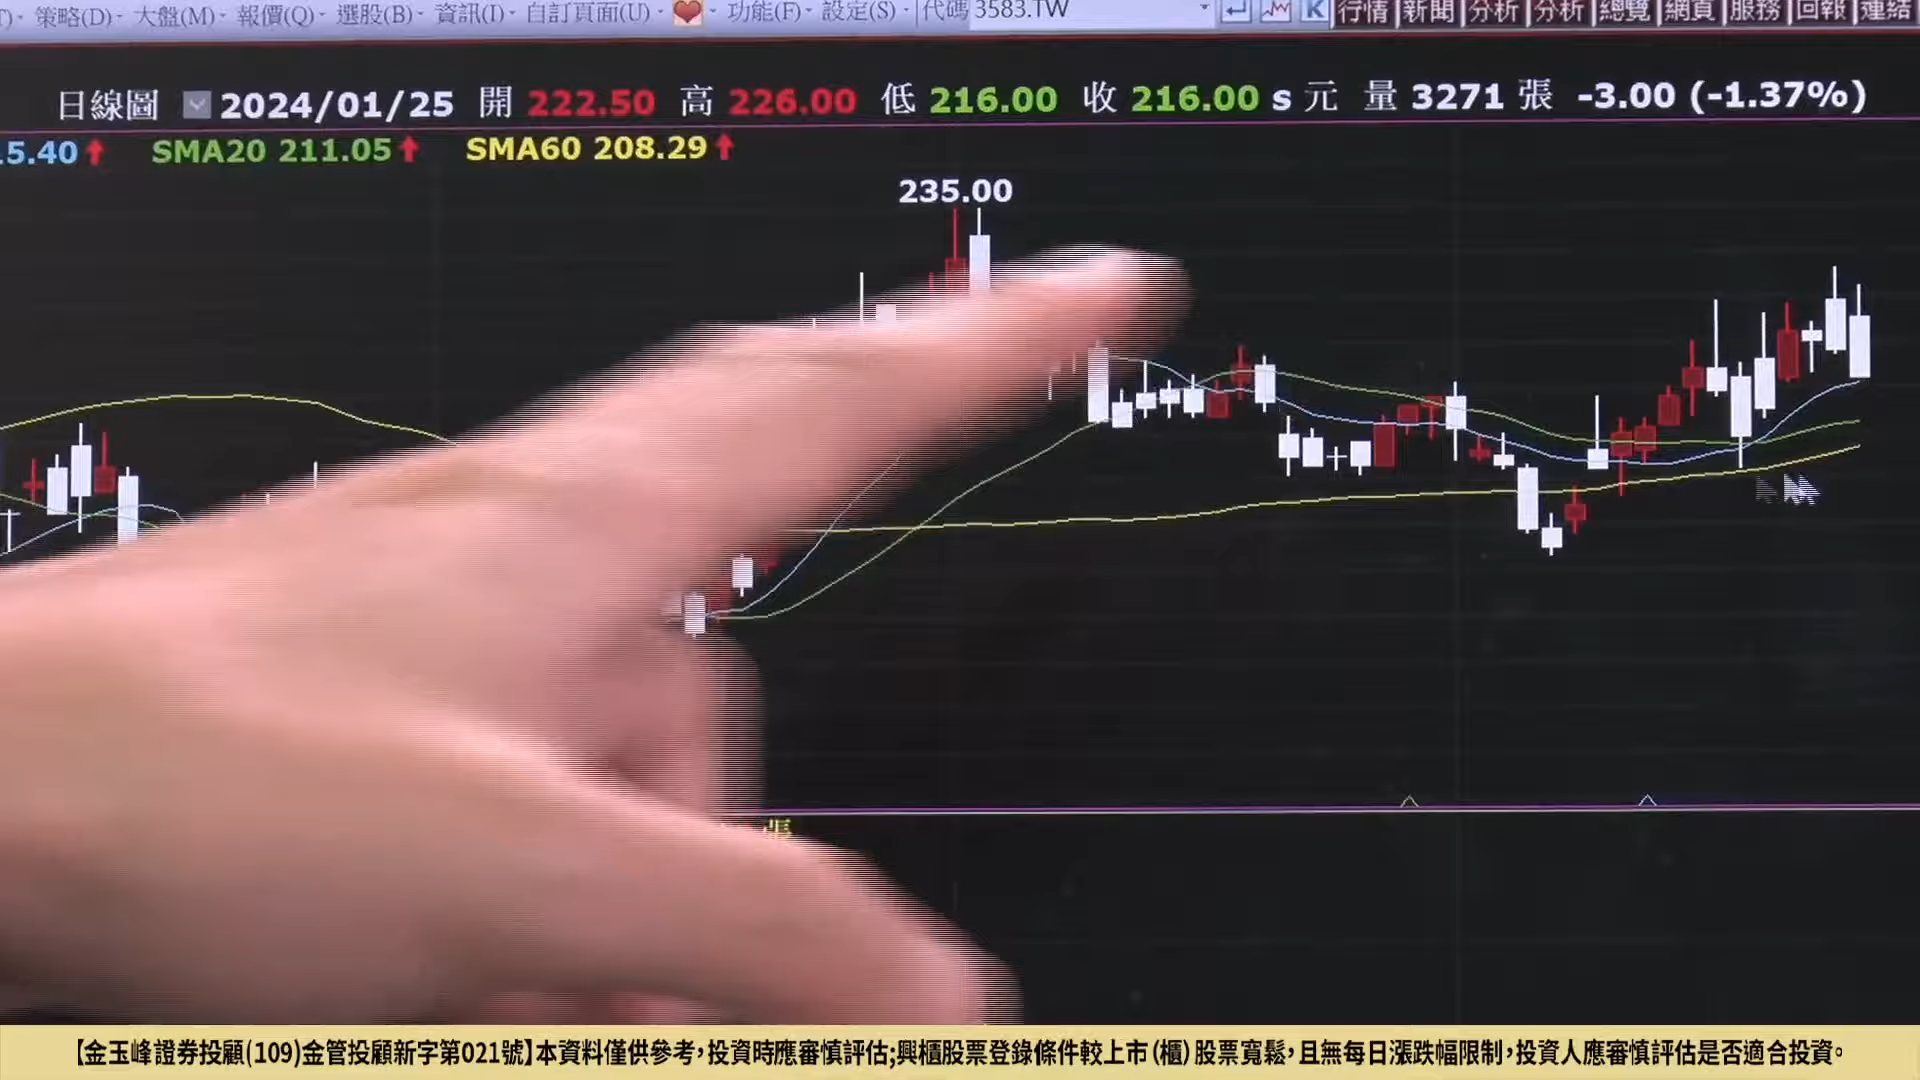 策略(D)· 大盤(M)· 報價(Q)· 選股(B)· 資訊(I)· 自訂頁面(U)· 功能(F)· 設定(S)· 代碼 3583.TW K 行情 新聞 分析 分析 總覽 網頁 服務 回報 連結
日線圖 2024/01/25 開 222.50 高 226.00 低 216.00 收 216.00 s 元 量 3271 張 -3.00 (-1.37%)
5.40 SMA20 211.05 SMA60 208.29
235.00
張
【金玉峰證券投顧(109)金管投顧新字第021號】本資料僅供參考,投資時應審慎評估;興櫃股票登錄條件較上市(櫃)股票寬鬆,且無每日漲跌幅限制,投資人應審慎評估是否適合投資。